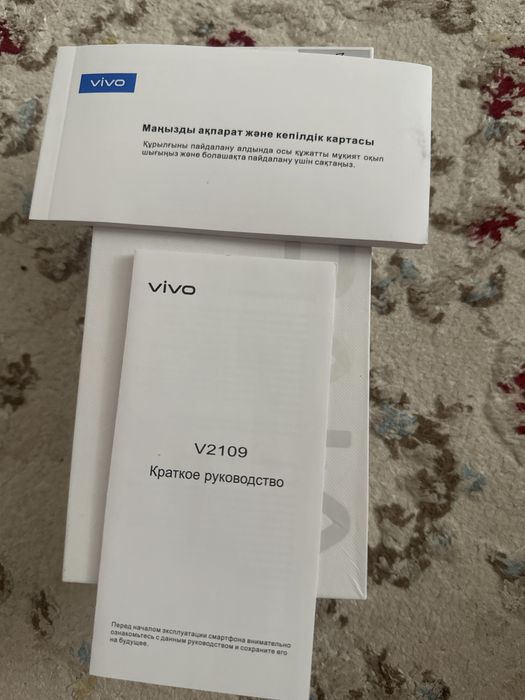 vivo
Маңызды ақпарат және кепілдік картасы
Құрылғыны пайдалану алдында осы құжатты мұқият оқып
шығыңыз және болашақта пайдалану үшін сақтаңыз.
vivo
V2109
Краткое руководство
Перед началом эксплуатации смартфона внимательно
ознакомьтесь с данным руководством и сохраните его
на будущее.